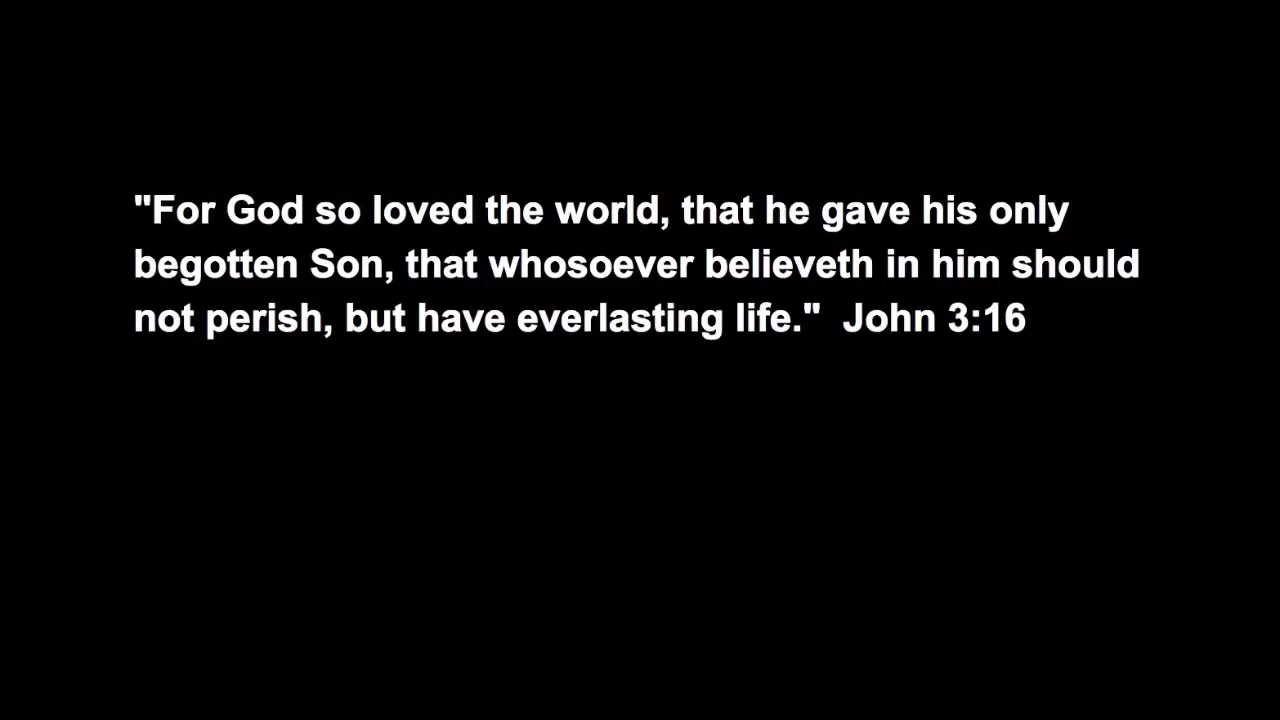 "For God so loved the world, that he gave his only
begotten Son, that whosoever believeth in him should
not perish, but have everlasting life."  John 3:16